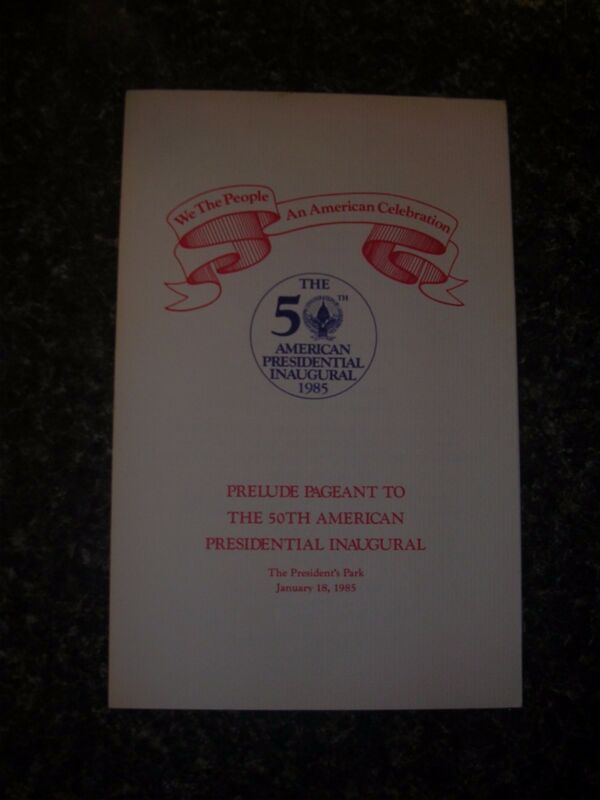 We The People An American Celebration
THE
50TH
AMERICAN
PRESIDENTIAL
INAUGURAL
1985
PRELUDE PAGEANT TO
THE 50TH AMERICAN
PRESIDENTIAL INAUGURAL
The President's Park
January 18, 1985